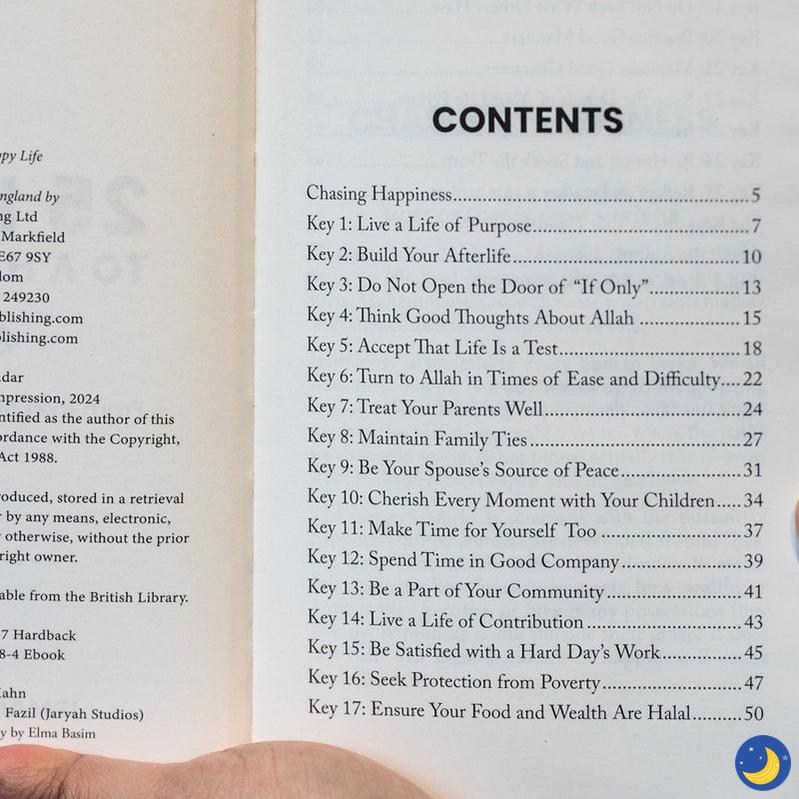 ppy Life
ngland by
ng Ltd
Markfield
E67 9SY
dom
249230
blishing.com
blishing.com
dar
mpression, 2024
ntified as the author of this
ordance with the Copyright,
Act 1988.
roduced, stored in a retrieval
r by any means, electronic,
otherwise, without the prior
right owner.
able from the British Library.
7 Hardback
8-4 Ebook
Kahn
Fazil (Jaryah Studios)
y by Elma Basim
CONTENTS
Chasing Happiness.......... 5
Key 1: Live a Life of Purpose.......... 7
Key 2: Build Your Afterlife.......... 10
Key 3: Do Not Open the Door of “If Only”.......... 13
Key 4: Think Good Thoughts About Allah .......... 15
Key 5: Accept That Life Is a Test.......... 18
Key 6: Turn to Allah in Times of Ease and Difficulty.... 22
Key 7: Treat Your Parents Well.......... 24
Key 8: Maintain Family Ties.......... 27
Key 9: Be Your Spouse’s Source of Peace.......... 31
Key 10: Cherish Every Moment with Your Children..... 34
Key 11: Make Time for Yourself Too .......... 37
Key 12: Spend Time in Good Company.......... 39
Key 13: Be a Part of Your Community.......... 41
Key 14: Live a Life of Contribution .......... 43
Key 15: Be Satisfied with a Hard Day’s Work.......... 45
Key 16: Seek Protection from Poverty.......... 47
Key 17: Ensure Your Food and Wealth Are Halal.......... 50